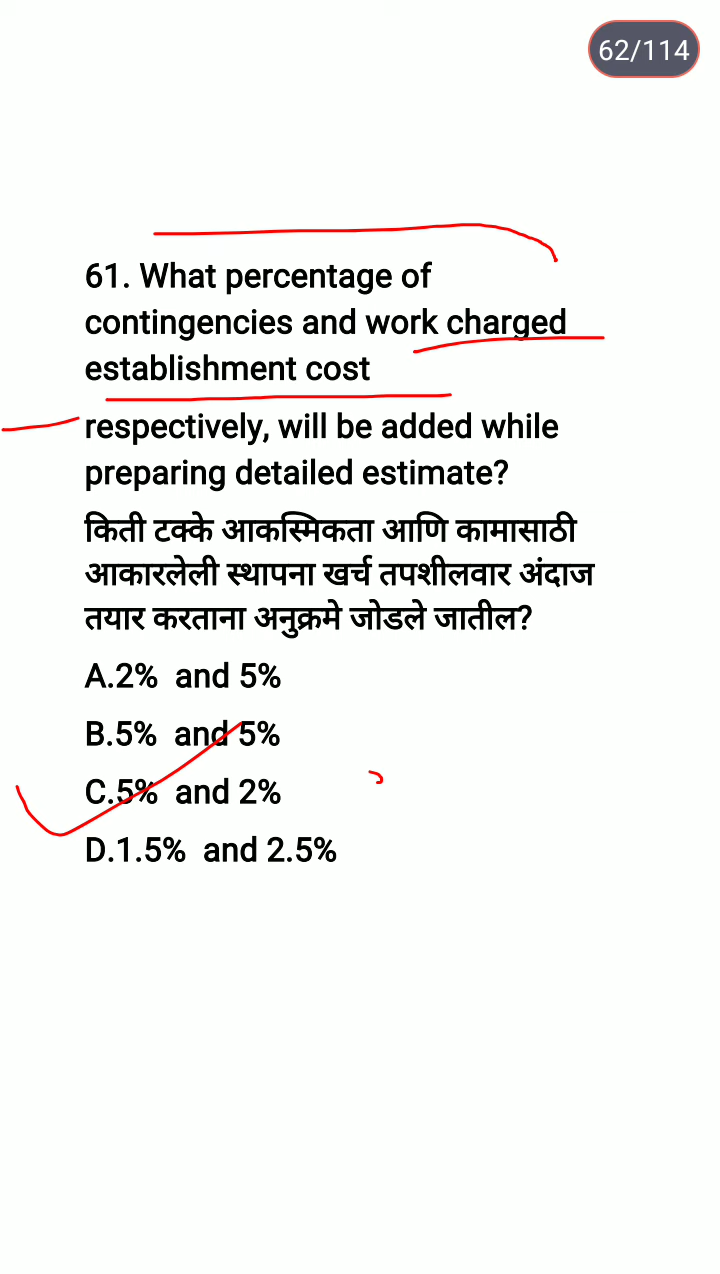 62/114
61. What percentage of
contingencies and work charged
establishment cost
respectively, will be added while
preparing detailed estimate?
किती टक्के आकस्मिकता आणि कामासाठी
आकारलेली स्थापना खर्च तपशीलवार अंदाज
तयार करताना अनुक्रमे जोडले जातील?
A.2%  and 5%
B.5%  and 5%
C.5%  and 2%
D.1.5%  and 2.5%